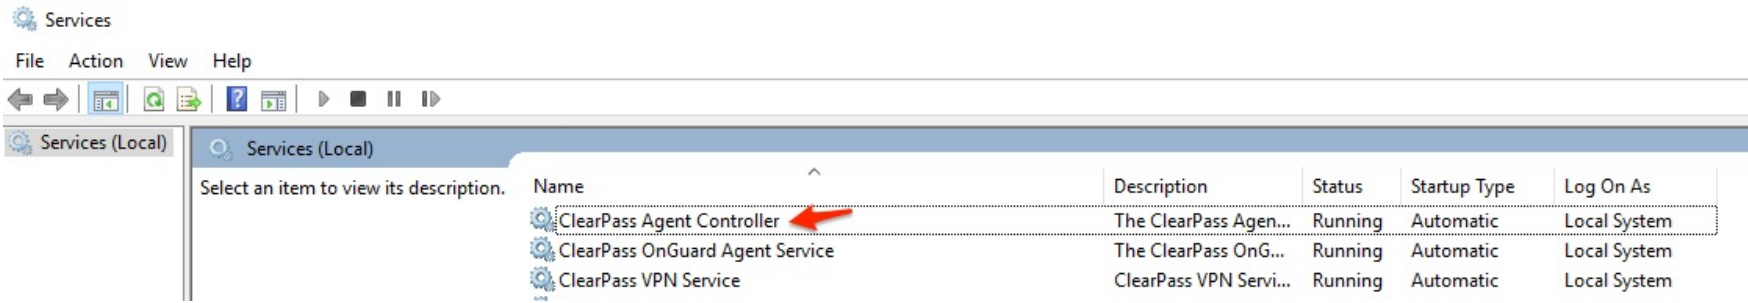 Services
File Action View Help
Services (Local)
Services (Local)
Select an item to view its description.
Name Description Status Startup Type Log On As
ClearPass Agent Controller The ClearPass Agen... Running Automatic Local System
ClearPass OnGuard Agent Service The ClearPass OnG... Running Automatic Local System
ClearPass VPN Service ClearPass VPN Servi... Running Automatic Local System